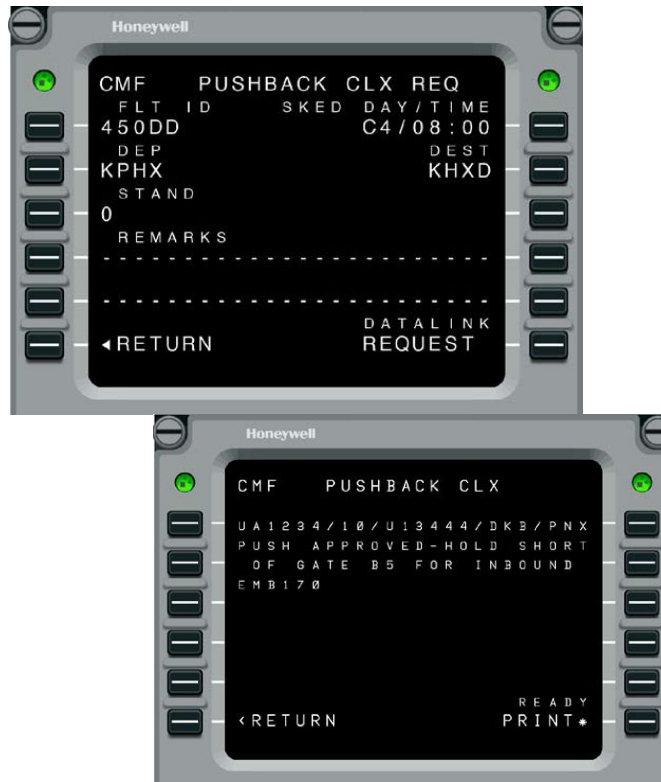 Honeywell
CMF PUSHBACK CLX REQ
FLT ID SKED DAY/TIME
450DD C4/08:00
DEP DEST
KPHX KHXD
STAND
0
REMARKS
------------------------
------------------------
DATALINK
◄RETURN REQUEST
Honeywell
CMF PUSHBACK CLX
UA1234/10/U13444/DKB/PNX
PUSH APPROVED-HOLD SHORT
OF GATE B5 FOR INBOUND
EMB170
READY
<RETURN PRINT*